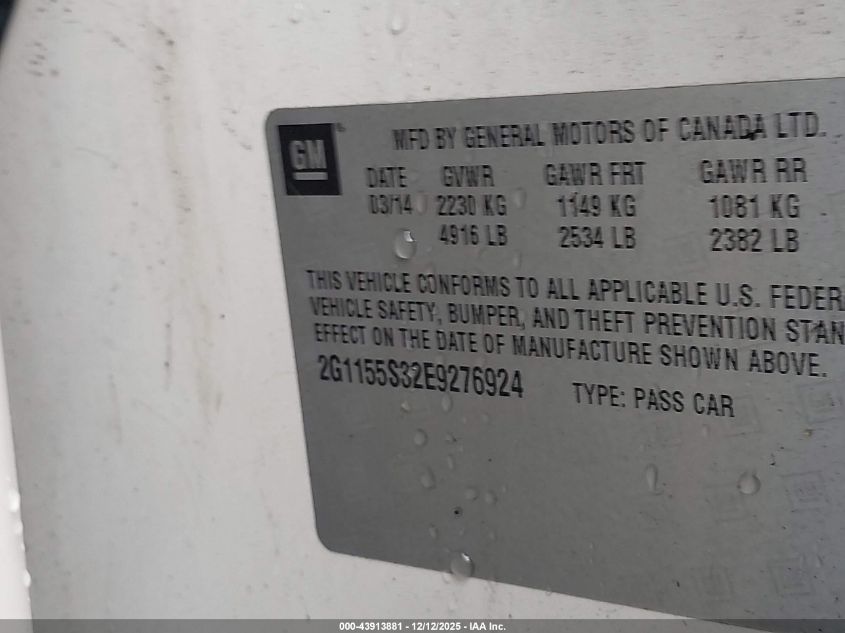 GM
MFD BY GENERAL MOTORS OF CANADA LTD.
DATE GVWR GAWR FRT GAWR RR
03/14 2230 KG 1149 KG 1081 KG
4916 LB 2534 LB 2382 LB
THIS VEHICLE CONFORMS TO ALL APPLICABLE U.S. FEDER
VEHICLE SAFETY, BUMPER, AND THEFT PREVENTION STAN
EFFECT ON THE DATE OF MANUFACTURE SHOWN ABOVE.
2G1155S32E9276924 TYPE: PASS CAR
000-43913881 - 12/12/2025 - IAA Inc.